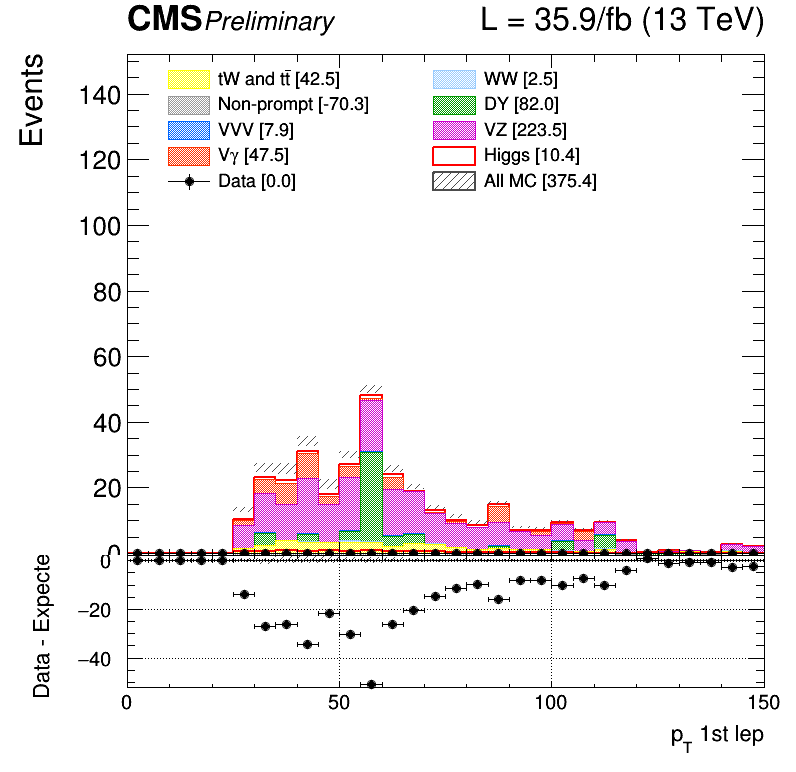 CMS Preliminary L = 35.9/fb (13 TeV)
Events
140
120
100
80
60
40
20
0
tW and tt̄ [42.5]
Non-prompt [-70.3]
VVV [7.9]
Vγ [47.5]
Data [0.0]
WW [2.5]
DY [82.0]
VZ [223.5]
Higgs [10.4]
All MC [375.4]
Data - Expecte
0
−20
−40
0 50 100 150
p_T 1st lep